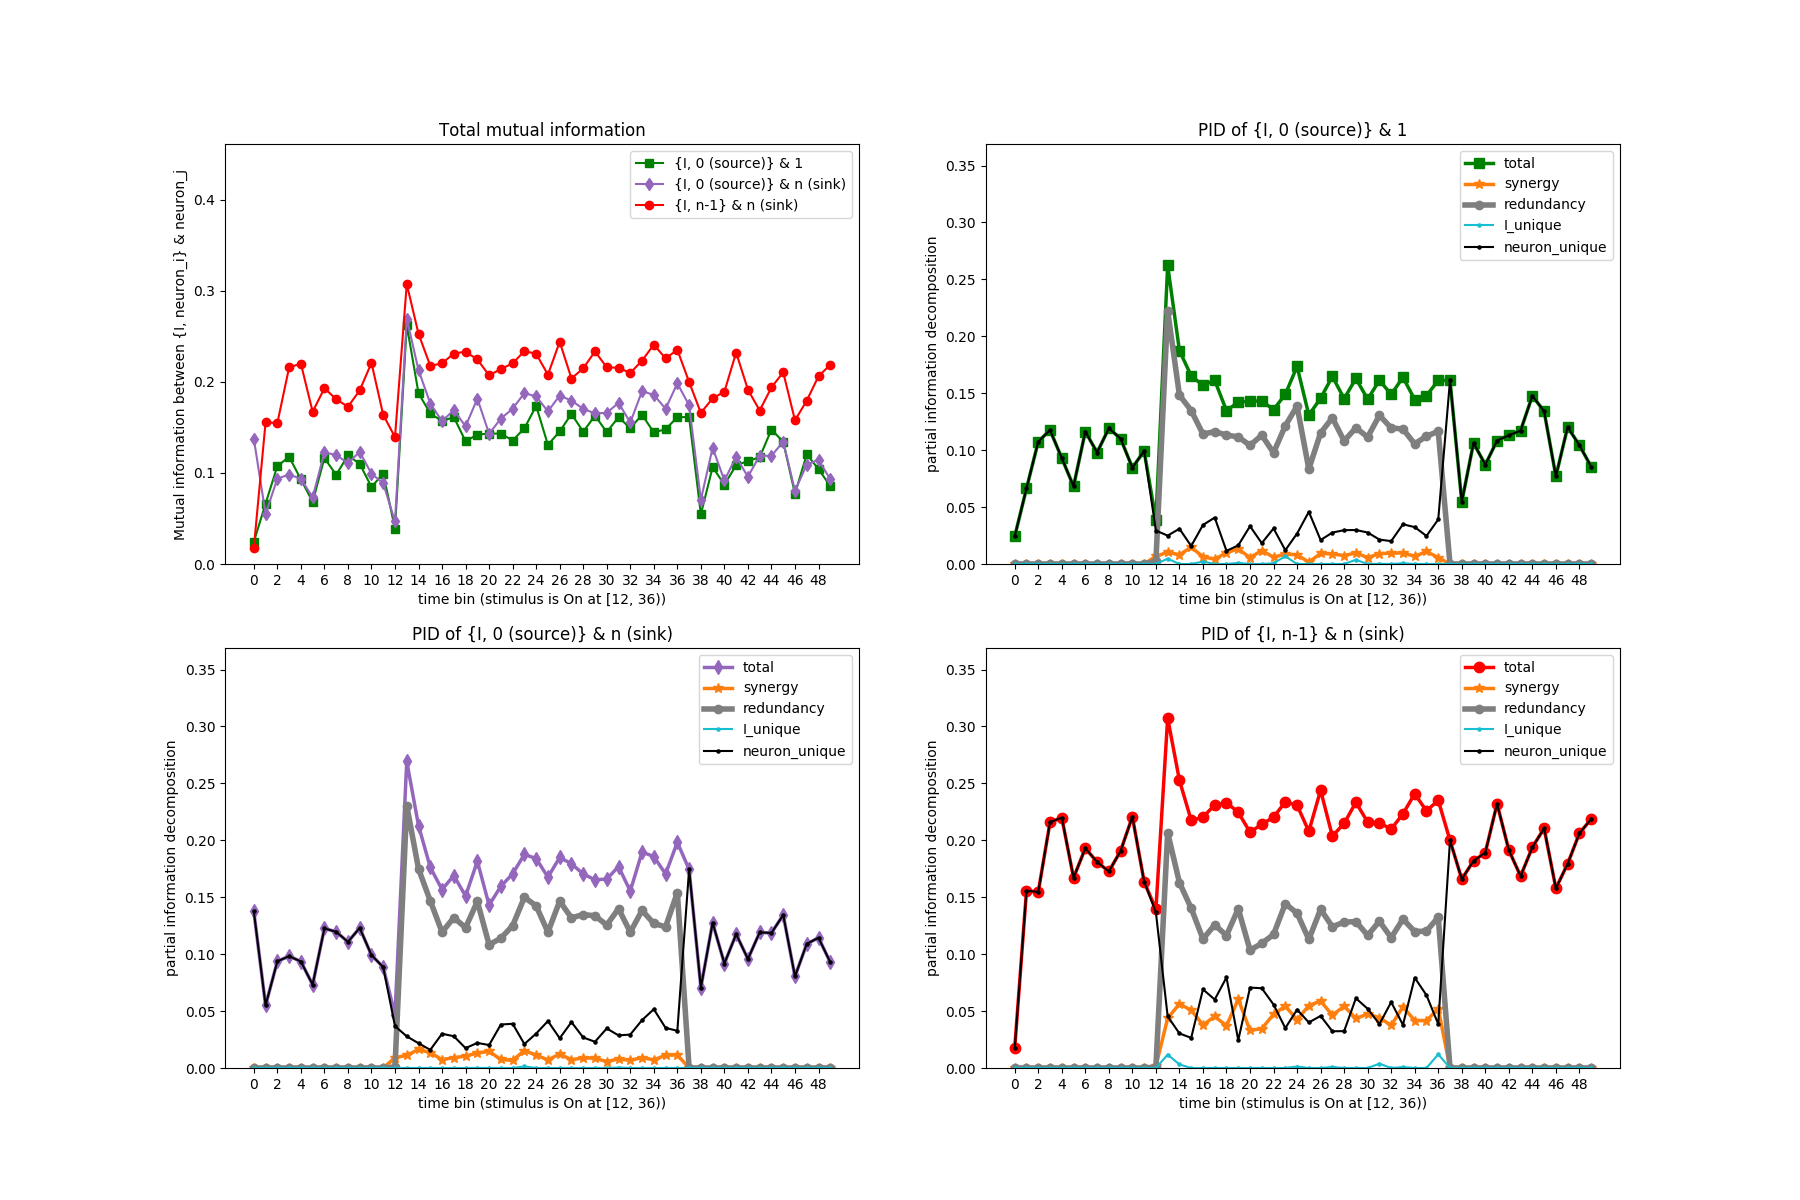 Total mutual information
Mutual information between {I, neuron_i} & neuron_j
0.4
0.3
0.2
0.1
0.0
{I, 0 (source)} & 1
{I, 0 (source)} & n (sink)
{I, n-1} & n (sink)
0 2 4 6 8 10 12 14 16 18 20 22 24 26 28 30 32 34 36 38 40 42 44 46 48
time bin (stimulus is On at [12, 36))
PID of {I, 0 (source)} & 1
partial information decomposition
0.35
0.30
0.25
0.20
0.15
0.10
0.05
0.00
total
synergy
redundancy
I_unique
neuron_unique
0 2 4 6 8 10 12 14 16 18 20 22 24 26 28 30 32 34 36 38 40 42 44 46 48
time bin (stimulus is On at [12, 36))
PID of {I, 0 (source)} & n (sink)
partial information decomposition
0.35
0.30
0.25
0.20
0.15
0.10
0.05
0.00
total
synergy
redundancy
I_unique
neuron_unique
0 2 4 6 8 10 12 14 16 18 20 22 24 26 28 30 32 34 36 38 40 42 44 46 48
time bin (stimulus is On at [12, 36))
PID of {I, n-1} & n (sink)
partial information decomposition
0.35
0.30
0.25
0.20
0.15
0.10
0.05
0.00
total
synergy
redundancy
I_unique
neuron_unique
0 2 4 6 8 10 12 14 16 18 20 22 24 26 28 30 32 34 36 38 40 42 44 46 48
time bin (stimulus is On at [12, 36))